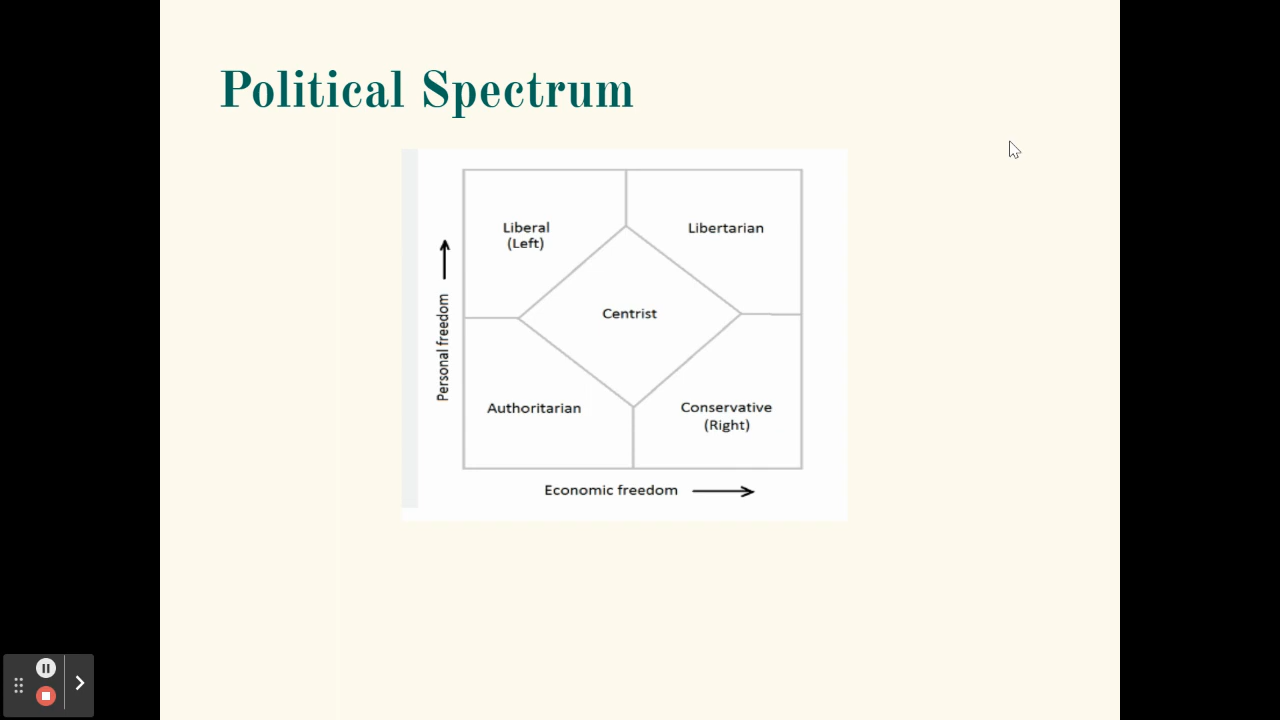 Political Spectrum
Liberal
(Left)
Libertarian
Centrist
Authoritarian
Conservative
(Right)
Personal freedom
Economic freedom